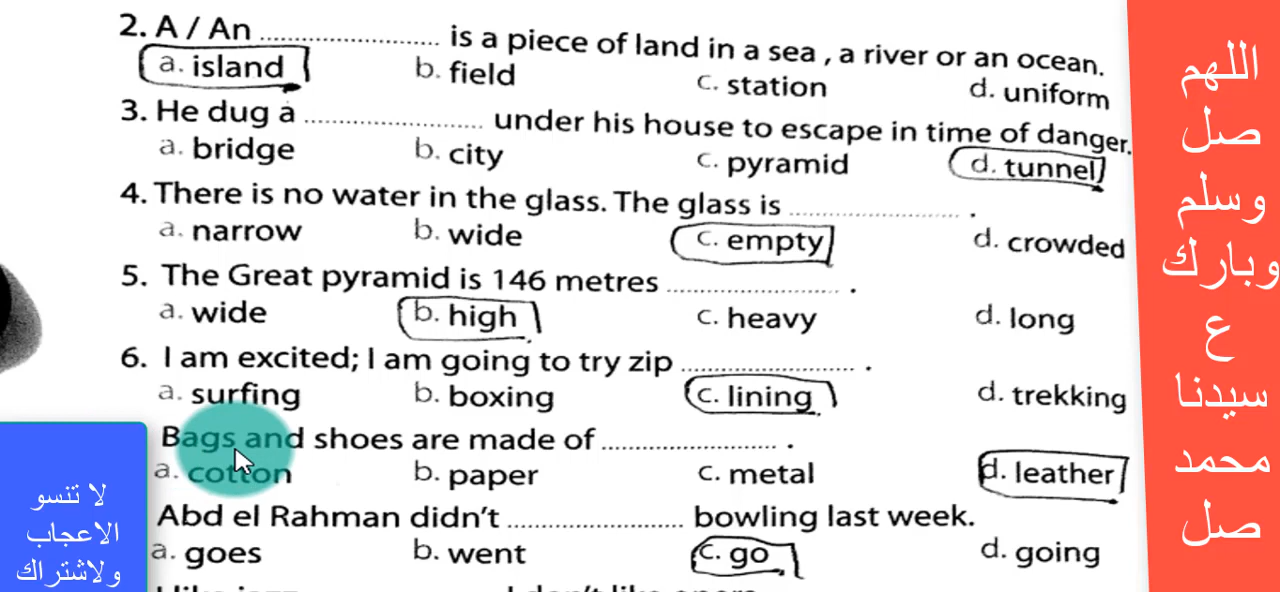 2. A / An ........................ is a piece of land in a sea , a river or an ocean.
a. island b. field c. station d. uniform
3. He dug a ........................ under his house to escape in time of danger.
a. bridge b. city c. pyramid d. tunnel
4. There is no water in the glass. The glass is ........................ .
a. narrow b. wide c. empty d. crowded
5. The Great pyramid is 146 metres ........................ .
a. wide b. high c. heavy d. long
6. I am excited; I am going to try zip ........................ .
a. surfing b. boxing c. lining d. trekking
Bags and shoes are made of ........................ .
a. cotton b. paper c. metal d. leather
Abd el Rahman didn't ........................ bowling last week.
a. goes b. went c. go d. going
اللهم
صل
وسلم
وبارك
ع
سيدنا
محمد
صل
لا تنسو
الاعجاب
ولاشتراك